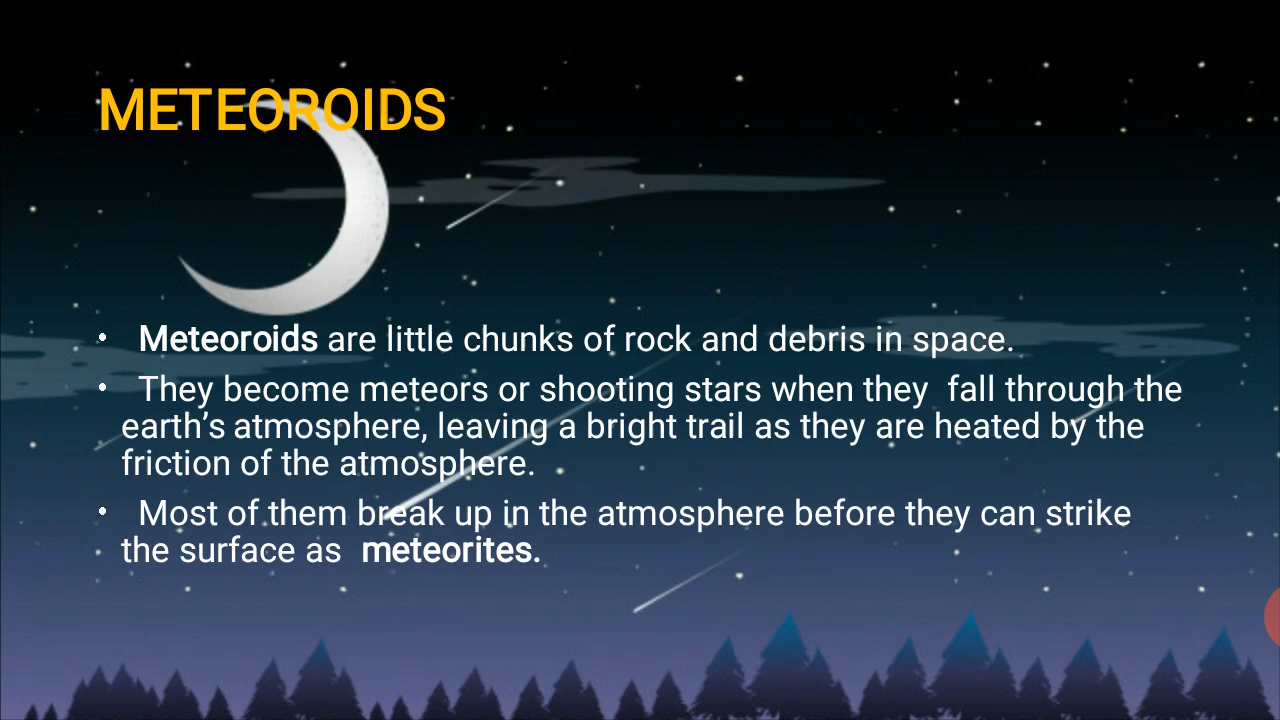 METEOROIDS
• Meteoroids are little chunks of rock and debris in space.
• They become meteors or shooting stars when they fall through the
earth’s atmosphere, leaving a bright trail as they are heated by the
friction of the atmosphere.
• Most of them break up in the atmosphere before they can strike
the surface as meteorites.